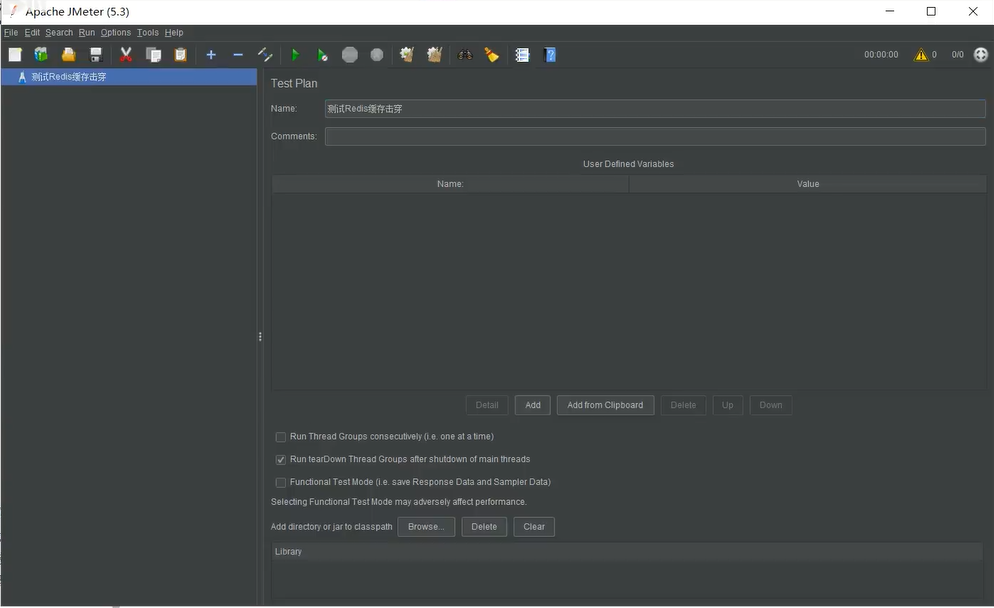 Apache JMeter (5.3)
File Edit Search Run Options Tools Help
00:00:00 0 0/0
测试Redis缓存击穿
Test Plan
Name: 测试Redis缓存击穿
Comments:
User Defined Variables
Name: Value
Detail Add Add from Clipboard Delete Up Down
Run Thread Groups consecutively (i.e. one at a time)
Run tearDown Thread Groups after shutdown of main threads
Functional Test Mode (i.e. save Response Data and Sampler Data)
Selecting Functional Test Mode may adversely affect performance.
Add directory or jar to classpath Browse... Delete Clear
Library